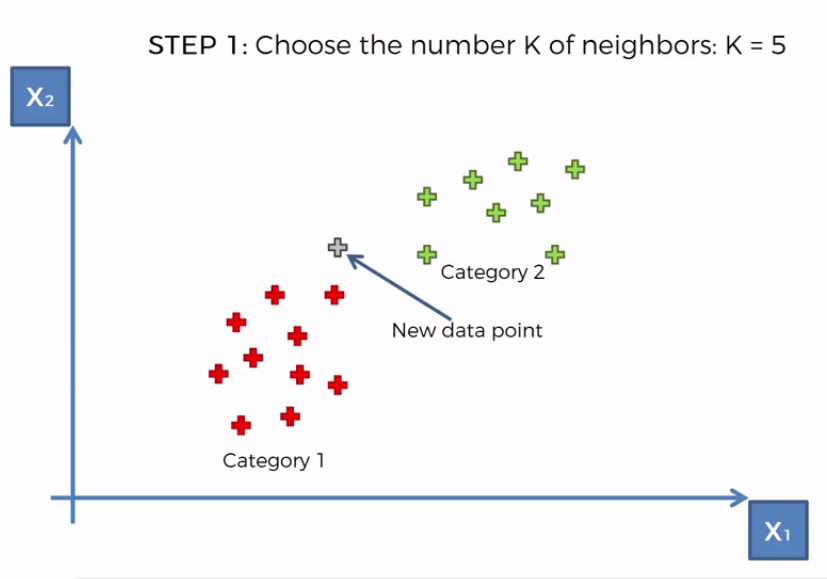 STEP 1: Choose the number K of neighbors: K = 5
X₂
Category 2
New data point
Category 1
X₁